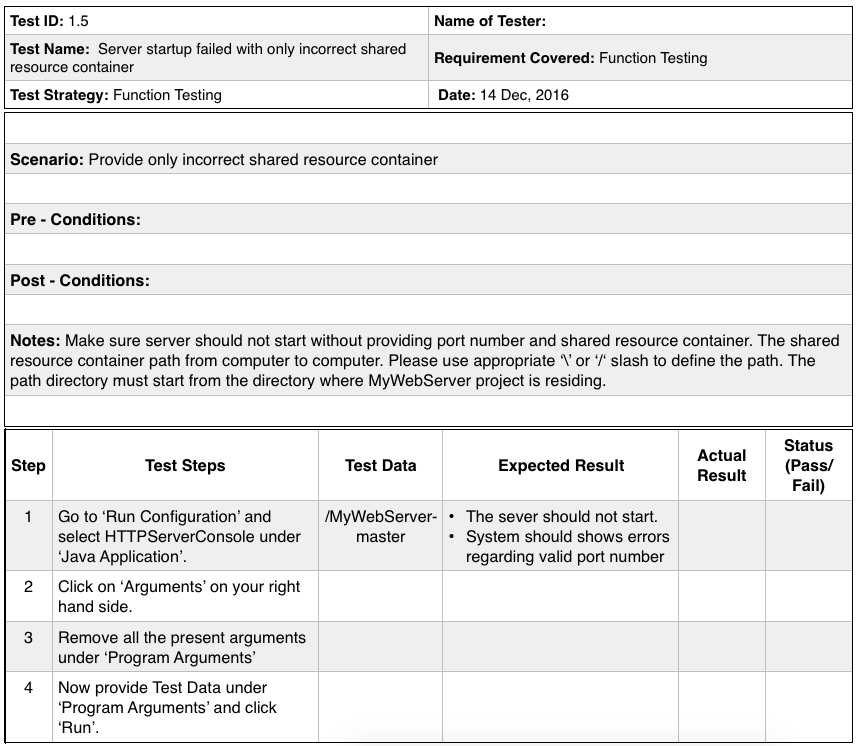 Test ID: 1.5
Name of Tester:
Test Name: Server startup failed with only incorrect shared
resource container
Requirement Covered: Function Testing
Test Strategy: Function Testing
Date: 14 Dec, 2016
Scenario: Provide only incorrect shared resource container
Pre - Conditions:
Post - Conditions:
Notes: Make sure server should not start without providing port number and shared resource container. The shared
resource container path from computer to computer. Please use appropriate ‘\’ or ‘/‘ slash to define the path. The
path directory must start from the directory where MyWebServer project is residing.
Step
Test Steps
Test Data
Expected Result
Actual
Result
Status
(Pass/
Fail)
1
Go to ‘Run Configuration’ and
select HTTPServerConsole under
‘Java Application’.
/MyWebServer-
master
• The sever should not start.
• System should shows errors
regarding valid port number
2
Click on ‘Arguments’ on your right
hand side.
3
Remove all the present arguments
under ‘Program Arguments’
4
Now provide Test Data under
‘Program Arguments’ and click
‘Run’.